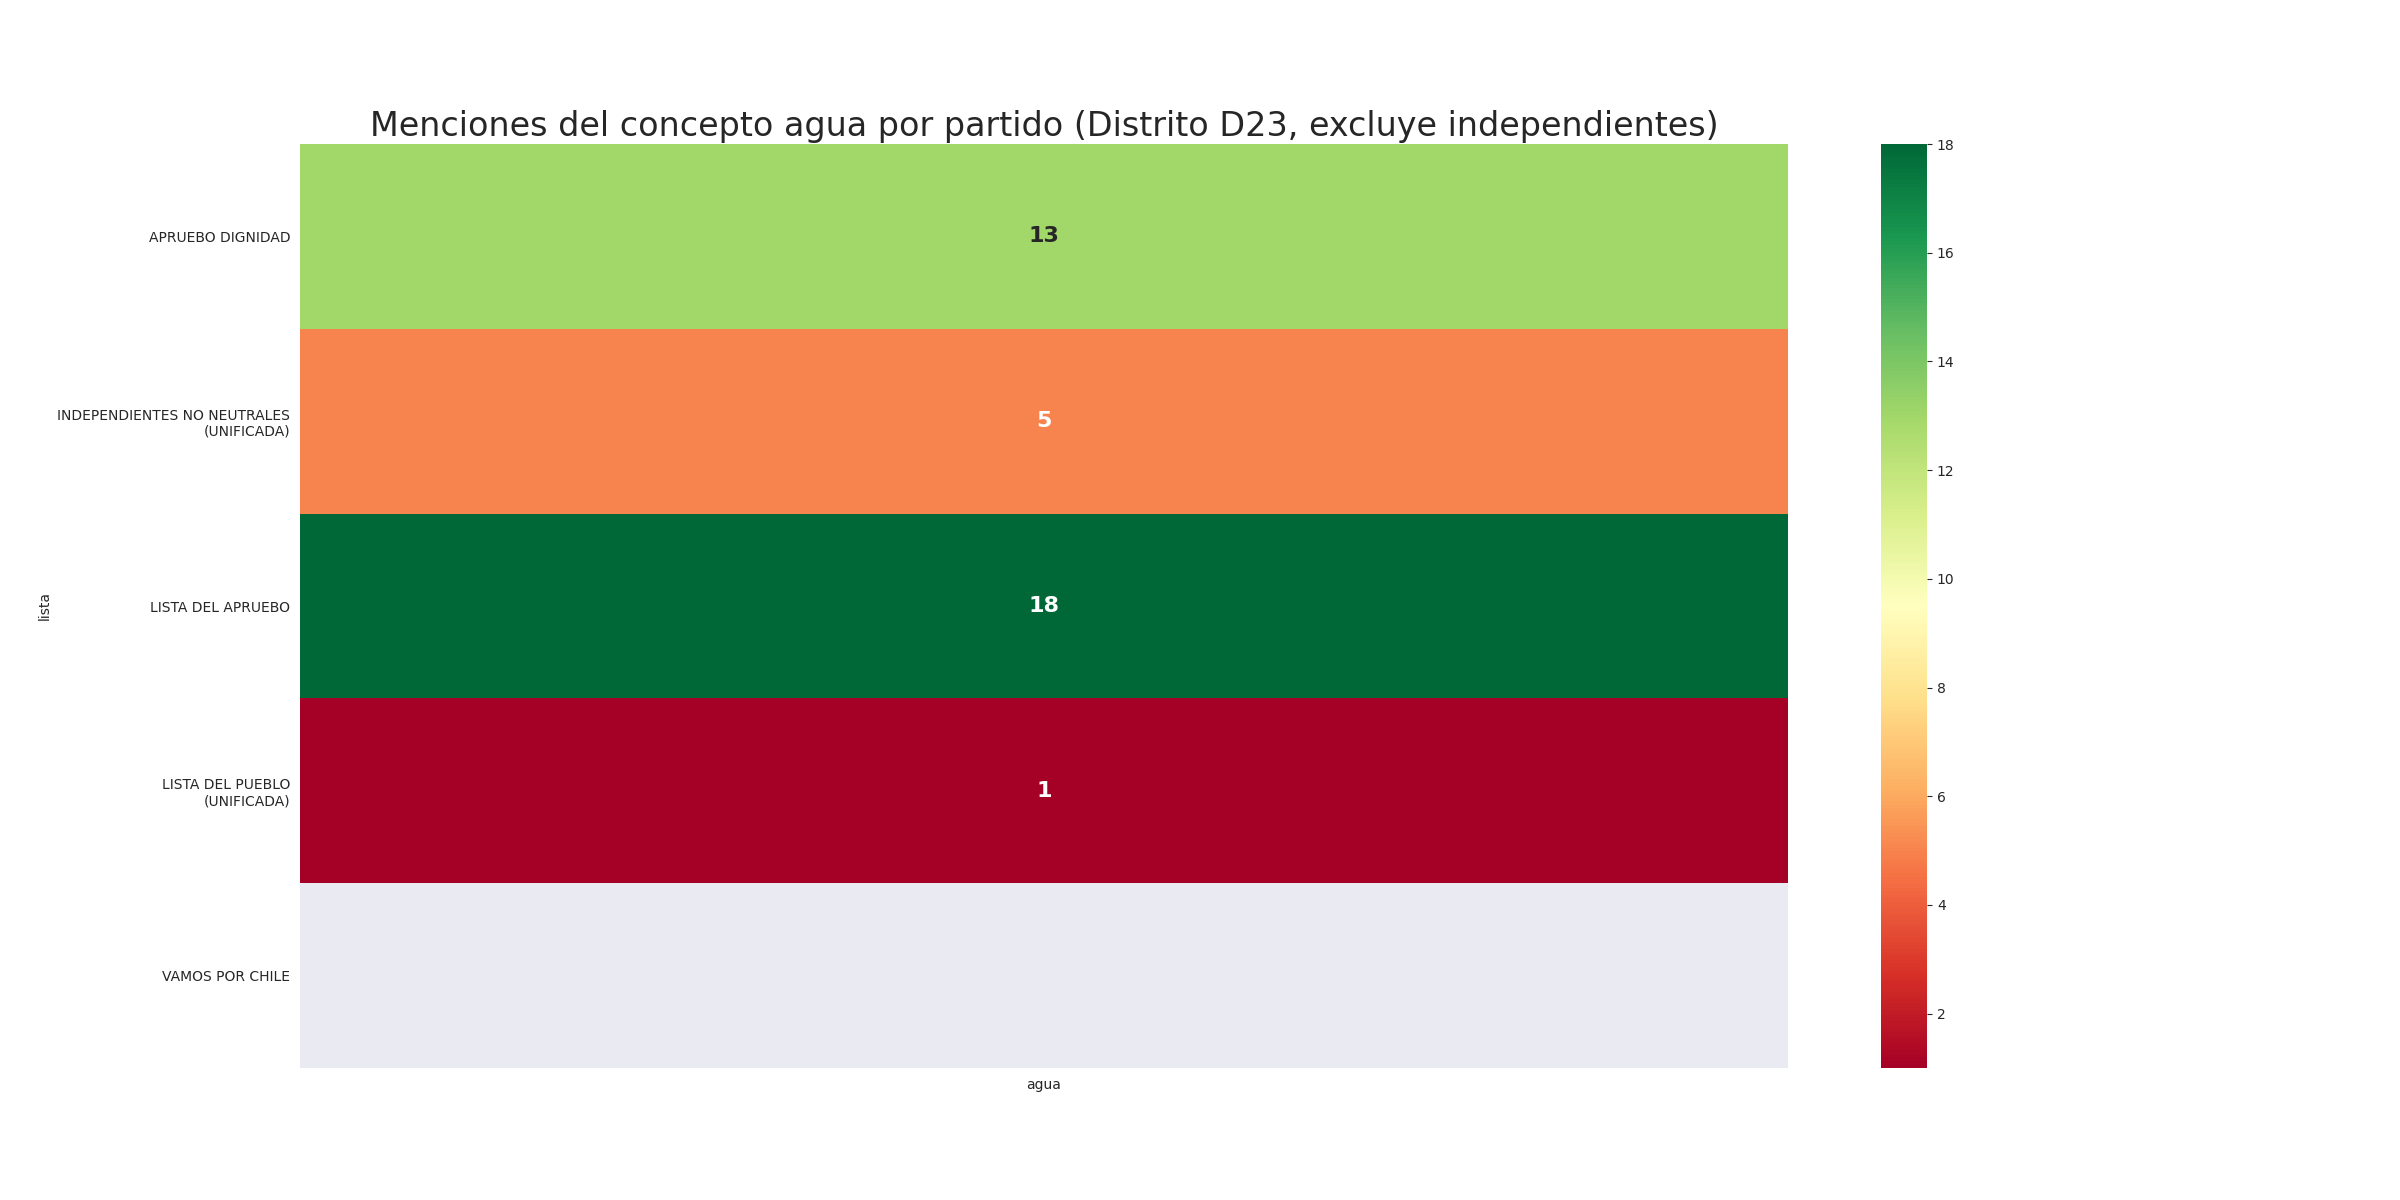 Menciones del concepto agua por partido (Distrito D23, excluye independientes)
APRUEBO DIGNIDAD
13
INDEPENDIENTES NO NEUTRALES
(UNIFICADA)
5
lista
LISTA DEL APRUEBO
18
LISTA DEL PUEBLO
(UNIFICADA)
1
VAMOS POR CHILE
agua
18
16
14
12
10
8
6
4
2